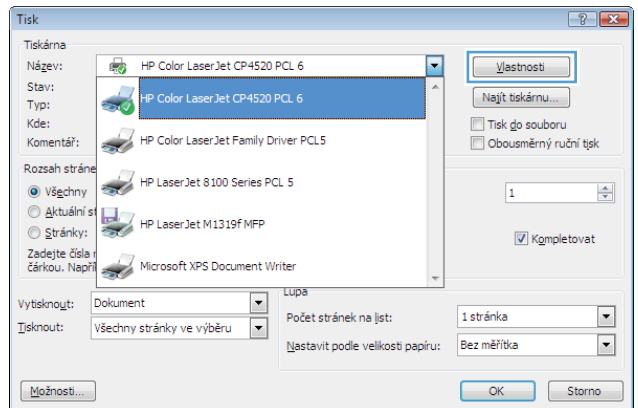 Tisk
Tiskárna
Název: HP Color LaserJet CP4520 PCL 6 Vlastnosti
Stav: HP Color LaserJet CP4520 PCL 6 Najít tiskárnu...
Typ:
Kde: Tisk do souboru
Komentář: HP Color LaserJet Family Driver PCL5 Obousměrný ruční tisk
Rozsah stráne
HP LaserJet 8100 Series PCL 5
Všechny 1
Aktuální st
HP LaserJet M1319f MFP
Stránky: Kompletovat
Zadejte čísla
čárkou. Např
Microsoft XPS Document Writer
Lupa
Vytisknout: Dokument
Počet stránek na list: 1 stránka
Tisknout: Všechny stránky ve výběru
Nastavit podle velikosti papíru: Bez měřítka
Možnosti... OK Storno